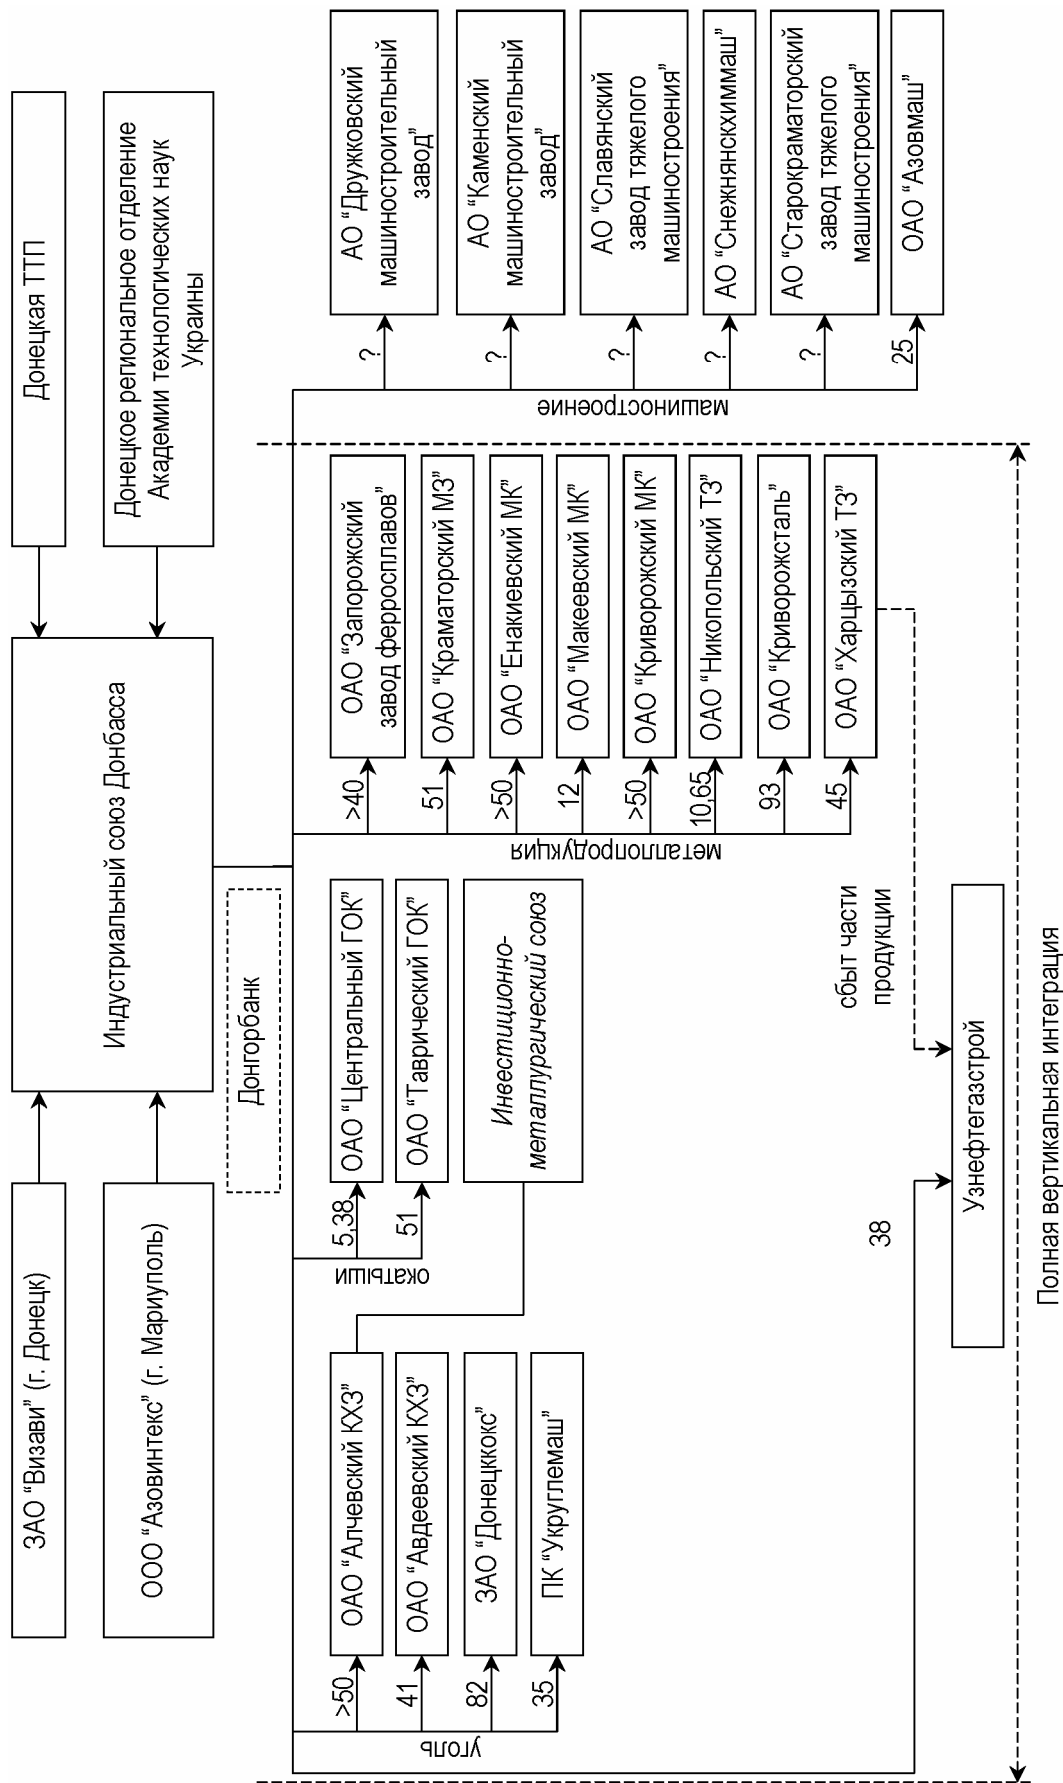 ЗАО “Визави” (г. Донецк)
ООО “Азовинтекс” (г. Мариуполь)
Индустриальный союз Донбасса
Донецкая ТТП
Донецкое региональное отделение
Академии технологических наук
Украины
Донгорбанк
уголь
>50
ОАО “Алчевский КХЗ”
41
ОАО “Авдеевский КХЗ”
82
ЗАО “Донецккокс”
35
ПК “Укруглемаш”
окатыши
5,38
ОАО “Центральный ГОК”
51
ОАО “Таврический ГОК”
Инвестиционно-
металлургический союз
металлопродукция
>40
ОАО “Запорожский
завод ферросплавов”
51
ОАО “Краматорский МЗ”
>50
ОАО “Енакиевский МК”
12
ОАО “Макеевский МК”
>50
ОАО “Криворожский МК”
10,65
ОАО “Никопольский ТЗ”
93
ОАО “Криворожсталь”
45
ОАО “Харцызский ТЗ”
машиностроение
?
АО “Дружковский
машиностроительный
завод”
?
АО “Каменский
машиностроительный
завод”
?
АО “Славянский
завод тяжелого
машиностроения”
?
АО “Снежнянскхиммаш”
?
АО “Старокраматорский
завод тяжелого
машиностроения”
25
ОАО “Азовмаш”
сбыт части
продукции
38
Узнефтегазстрой
Полная вертикальная интеграция